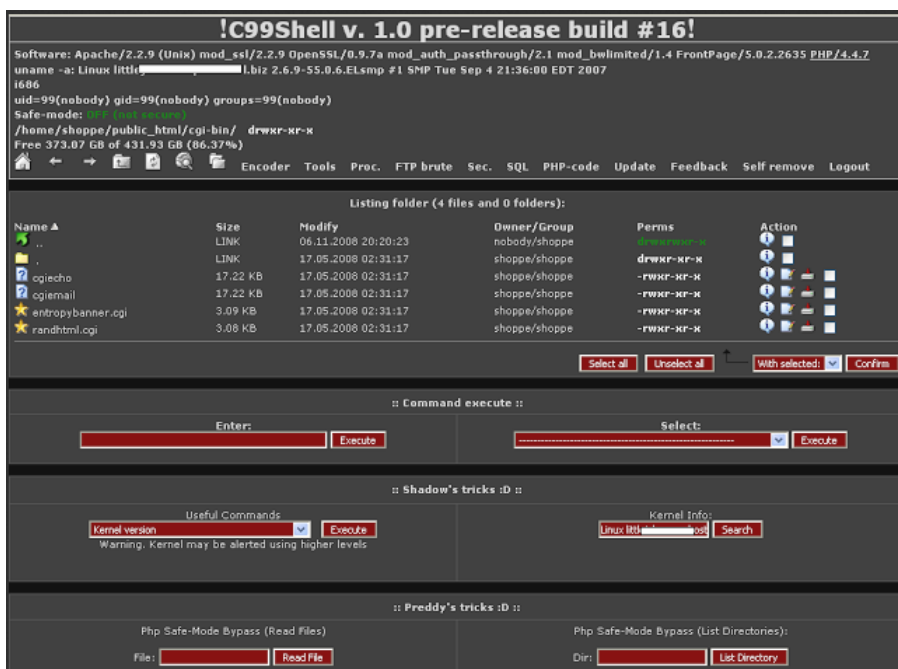 !C99Shell v. 1.0 pre-release build #16!
Software: Apache/2.2.9 (Unix) mod_ssl/2.2.9 OpenSSL/0.9.7a mod_auth_passthrough/2.1 mod_bwlimited/1.4 FrontPage/5.0.2.2635 PHP/4.4.7
uname -a: Linux little l.biz 2.6.9-55.0.6.ELsmp #1 SMP Tue Sep 4 21:36:00 EDT 2007
i686
uid=99(nobody) gid=99(nobody) groups=99(nobody)
Safe-mode: OFF (not secure)
/home/shoppe/public_html/cgi-bin/ drwxr-xr-x
Free 373.07 GB of 431.93 GB (86.37%)
Encoder Tools Proc. FTP brute Sec. SQL PHP-code Update Feedback Self remove Logout
Listing folder (4 files and 0 folders):
Name Size Modify Owner/Group Perms Action
.. LINK 06.11.2008 20:20:23 nobody/shoppe drwxrwxr-x
. LINK 17.05.2008 02:31:17 shoppe/shoppe drwxr-xr-x
cgiecho 17.22 KB 17.05.2008 02:31:17 shoppe/shoppe -rwxr-xr-x
cgiemail 17.22 KB 17.05.2008 02:31:17 shoppe/shoppe -rwxr-xr-x
entropybanner.cgi 3.09 KB 17.05.2008 02:31:17 shoppe/shoppe -rwxr-xr-x
randhtml.cgi 3.08 KB 17.05.2008 02:31:17 shoppe/shoppe -rwxr-xr-x
Select all Unselect all With selected: Confirm
:: Command execute ::
Enter: Select:
Execute Execute
:: Shadow's tricks :D ::
Useful Commands Kernel Info:
Kernel version Execute Linux ost Search
Warning. Kernel may be alerted using higher levels
:: Preddy's tricks :D ::
Php Safe-Mode Bypass (Read Files) Php Safe-Mode Bypass (List Directories):
File: Read File Dir: List Directory